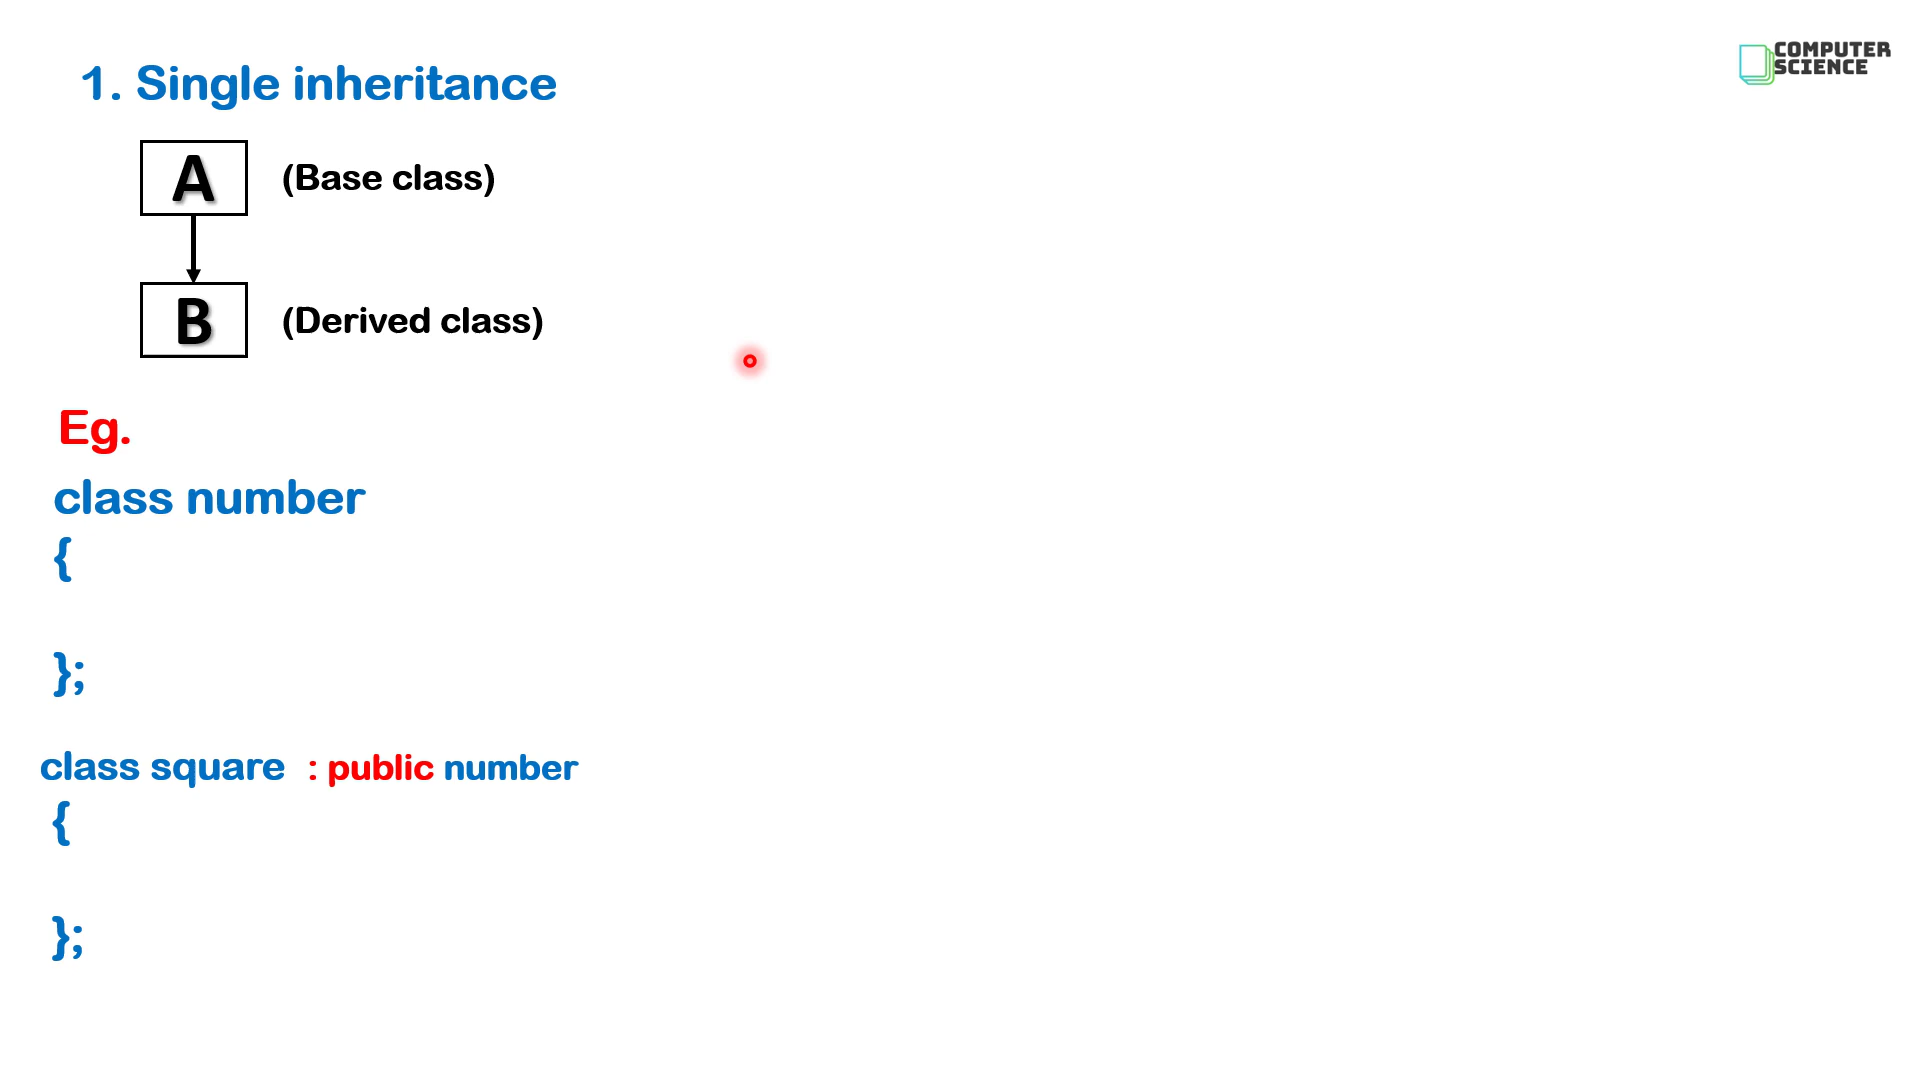 COMPUTER
SCIENCE
1. Single inheritance
A (Base class)
B (Derived class)
Eg.
class number
{
};
class square : public number
{
};